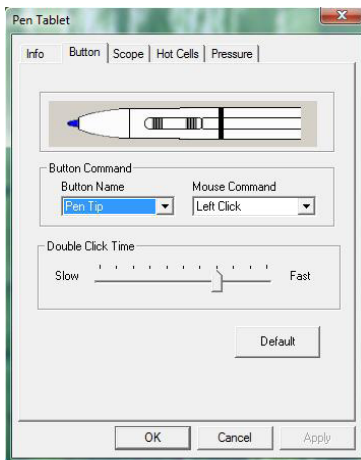 Pen Tablet
Info Button Scope Hot Cells Pressure
Button Command
Button Name Mouse Command
Pen Tip Left Click
Double Click Time
Slow Fast
Default
OK Cancel Apply